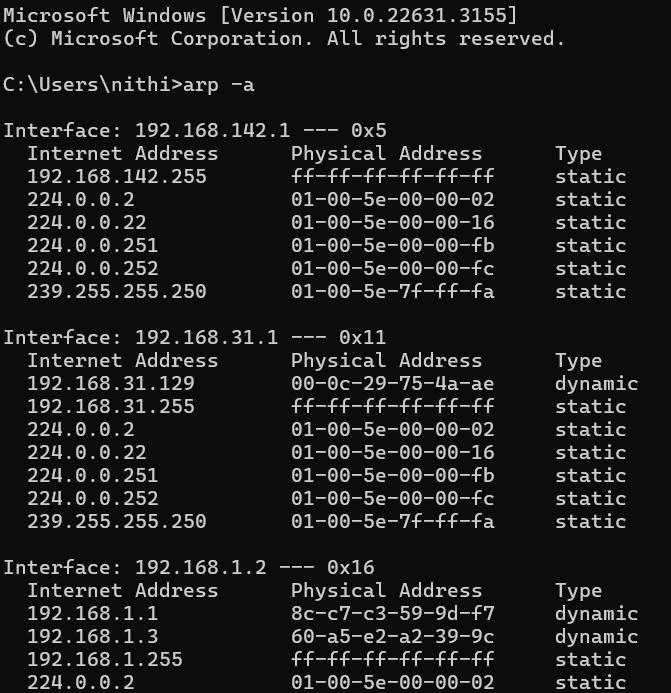 Microsoft Windows [Version 10.0.22631.3155]
(c) Microsoft Corporation. All rights reserved.
C:\Users\nithi>arp -a
Interface: 192.168.142.1 --- 0x5
Internet Address Physical Address Type
192.168.142.255 ff-ff-ff-ff-ff-ff static
224.0.0.2 01-00-5e-00-00-02 static
224.0.0.22 01-00-5e-00-00-16 static
224.0.0.251 01-00-5e-00-00-fb static
224.0.0.252 01-00-5e-00-00-fc static
239.255.255.250 01-00-5e-7f-ff-fa static
Interface: 192.168.31.1 --- 0x11
Internet Address Physical Address Type
192.168.31.129 00-0c-29-75-4a-ae dynamic
192.168.31.255 ff-ff-ff-ff-ff-ff static
224.0.0.2 01-00-5e-00-00-02 static
224.0.0.22 01-00-5e-00-00-16 static
224.0.0.251 01-00-5e-00-00-fb static
224.0.0.252 01-00-5e-00-00-fc static
239.255.255.250 01-00-5e-7f-ff-fa static
Interface: 192.168.1.2 --- 0x16
Internet Address Physical Address Type
192.168.1.1 8c-c7-c3-59-9d-f7 dynamic
192.168.1.3 60-a5-e2-a2-39-9c dynamic
192.168.1.255 ff-ff-ff-ff-ff-ff static
224.0.0.2 01-00-5e-00-00-02 static